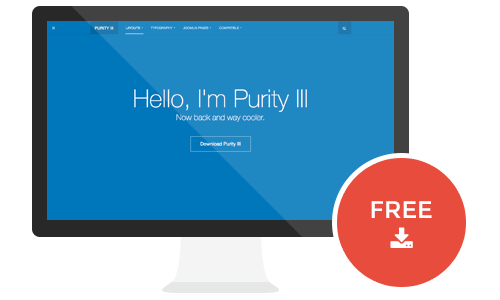 PURITY III LAYOUTS TYPOGRAPHY JOOMLA PAGES COMPATIBLE
Hello, I'm Purity III
Now back and way cooler.
Download Purity III
FREE